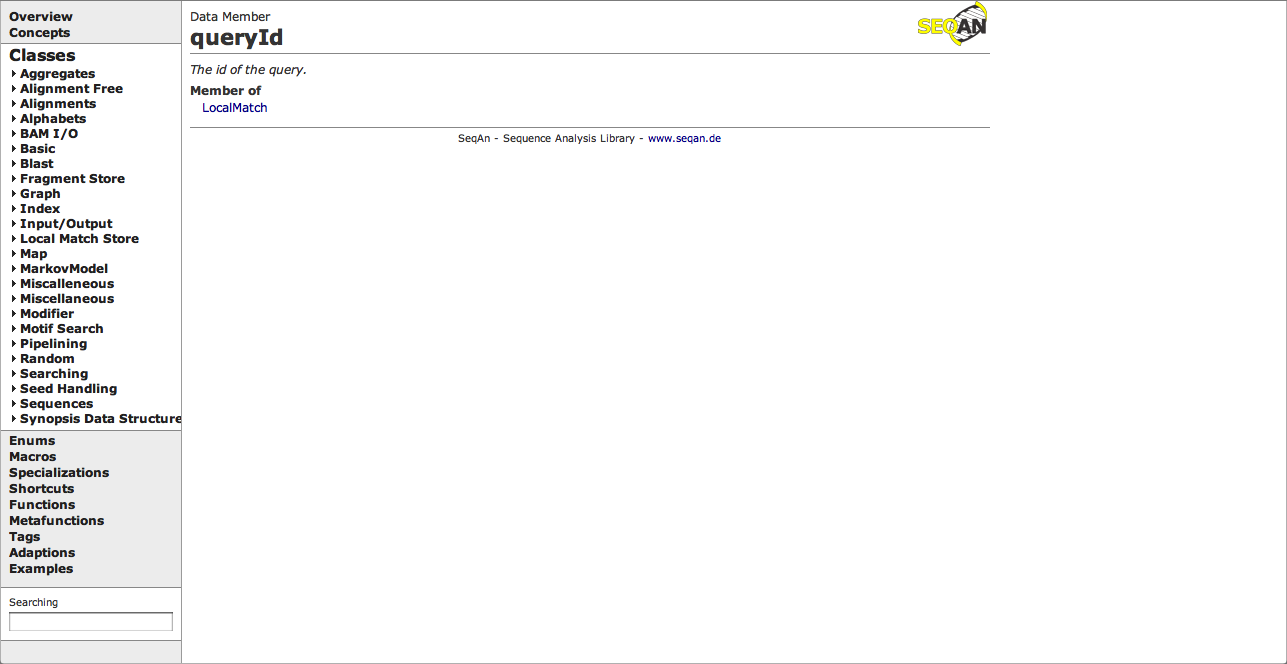 Overview
Concepts
Classes
Aggregates
Alignment Free
Alignments
Alphabets
BAM I/O
Basic
Blast
Fragment Store
Graph
Index
Input/Output
Local Match Store
Map
MarkovModel
Miscalleneous
Miscellaneous
Modifier
Motif Search
Pipelining
Random
Searching
Seed Handling
Sequences
Synopsis Data Structure
Enums
Macros
Specializations
Shortcuts
Functions
Metafunctions
Tags
Adaptions
Examples
Searching
Data Member
queryId
SEQAN
The id of the query.
Member of
LocalMatch
SeqAn - Sequence Analysis Library - www.seqan.de